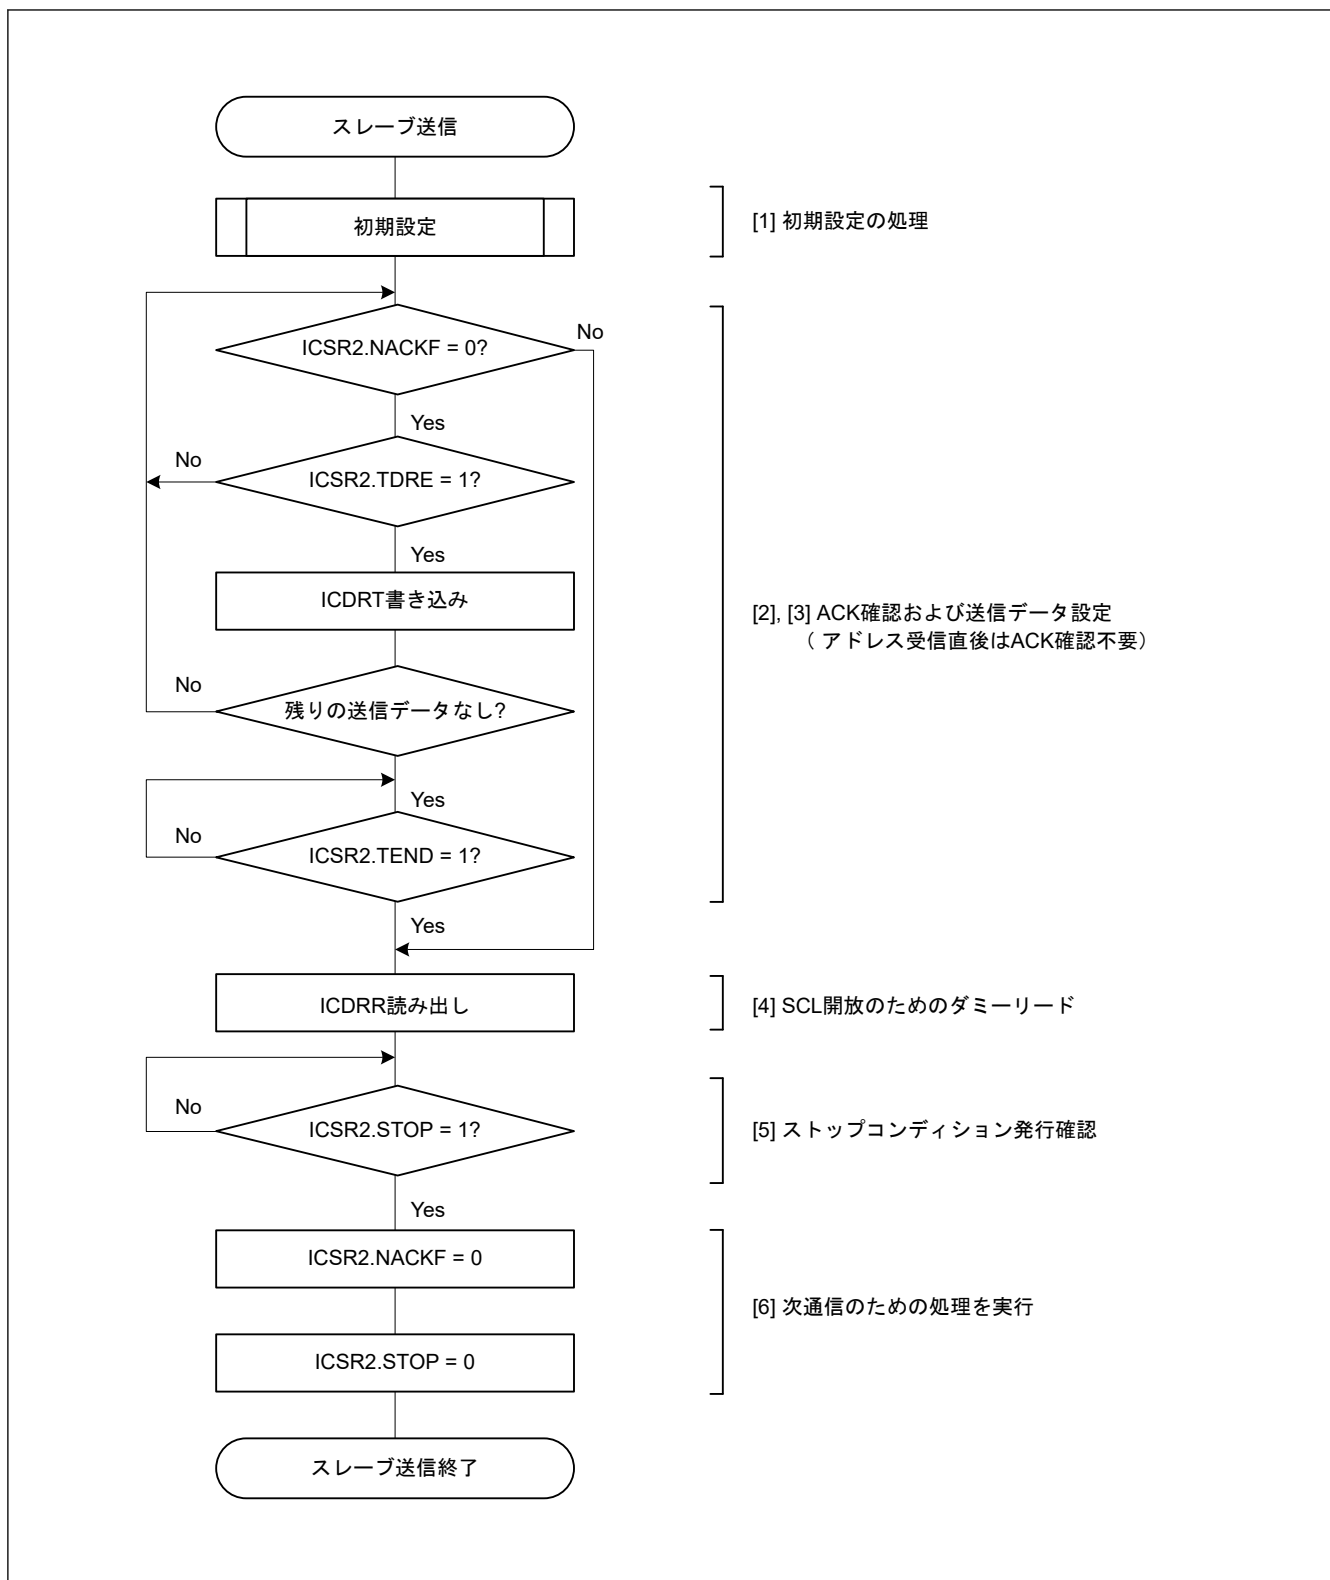 スレーブ送信
初期設定
[1] 初期設定の処理
ICSR2.NACKF = 0?
No
Yes
ICSR2.TDRE = 1?
No
Yes
ICDRT書き込み
[2], [3] ACK確認および送信データ設定
（ アドレス受信直後はACK確認不要）
残りの送信データなし?
No
Yes
ICSR2.TEND = 1?
No
Yes
ICDRR読み出し
[4] SCL開放のためのダミーリード
ICSR2.STOP = 1?
No
[5] ストップコンディション発行確認
Yes
ICSR2.NACKF = 0
[6] 次通信のための処理を実行
ICSR2.STOP = 0
スレーブ送信終了